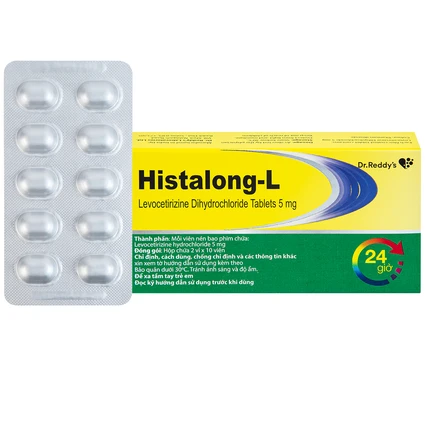 Dr.Reddy's
Histalong-L
Levocetirizine Dihydrochloride Tablets 5 mg
Thành phần: Mỗi viên nén bao phim chứa:
Levocetirizine hydrochloride 5 mg
Đóng gói: Hộp chứa 2 vỉ x 10 viên
Chỉ định, cách dùng, chống chỉ định và các thông tin khác
xin xem tờ hướng dẫn sử dụng kèm theo
Bảo quản dưới 30°C. Tránh ánh sáng và độ ẩm.
Để xa tầm tay trẻ em
Đọc kỹ hướng dẫn sử dụng trước khi dùng
24
giờ